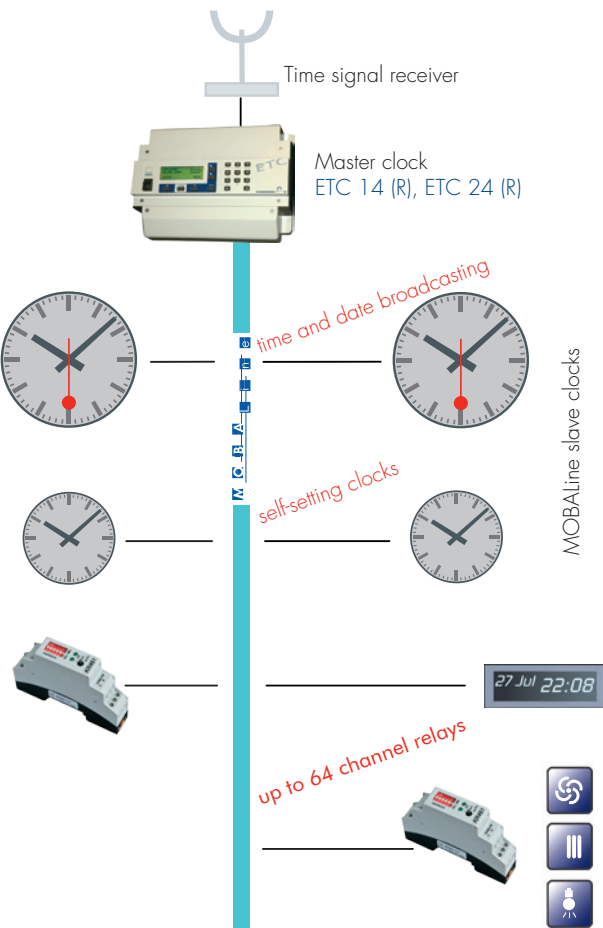 Time signal receiver
ETC
Master clock
ETC 14 (R), ETC 24 (R)
time and date broadcasting
MOBALine
self-setting clocks
MOBALine slave clocks
27 Jul 22:08
up to 64 channel relays